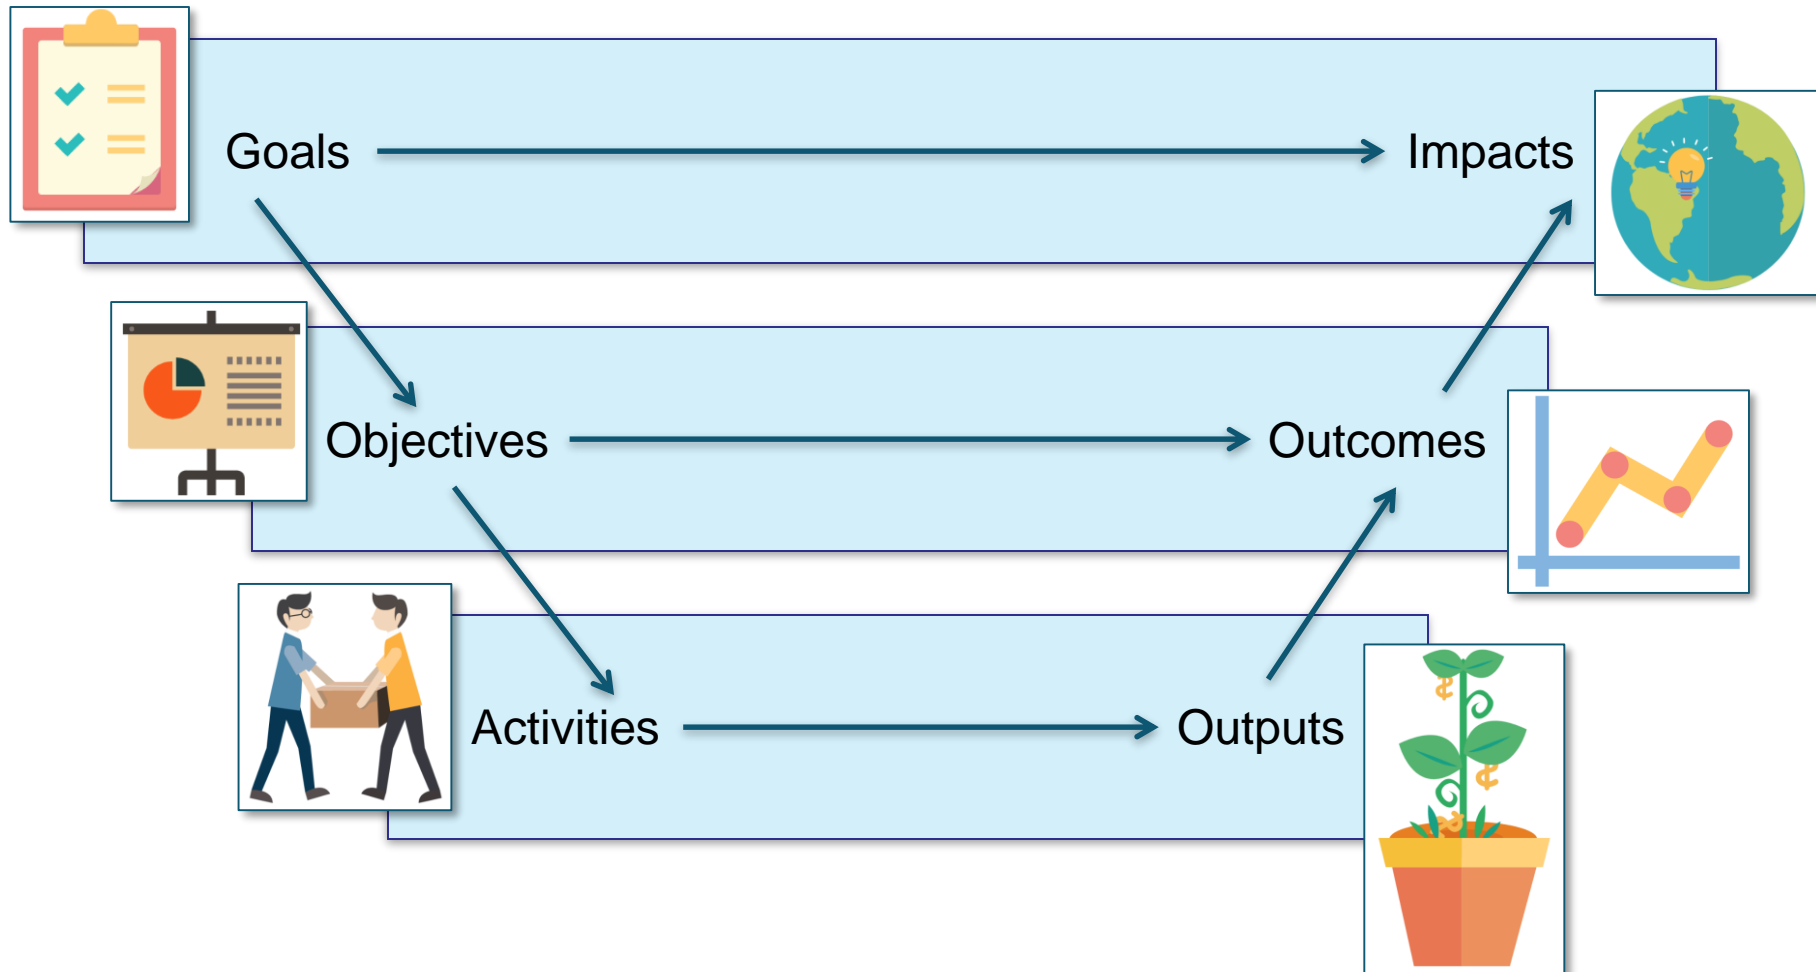 Goals
Impacts
Objectives
Outcomes
Activities
Outputs